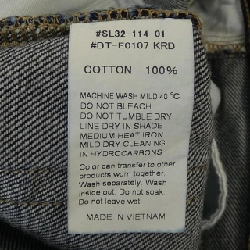 #SL32 114 01
#DT-F0107 KRD
COTTON 100%
MACHINE WASH MILD 40 °C
DO NOT BLEACH
DO NOT TUMBLE DRY
LINE DRY IN SHADE
MEDIUM HEAT IRON
MILD DRY CLEANING
IN HYDROCARBONS
Color can transfer to other
products worn together.
Wash separately. Wash
inside out. Do not soak.
Do not leave wet.
MADE IN VIETNAM